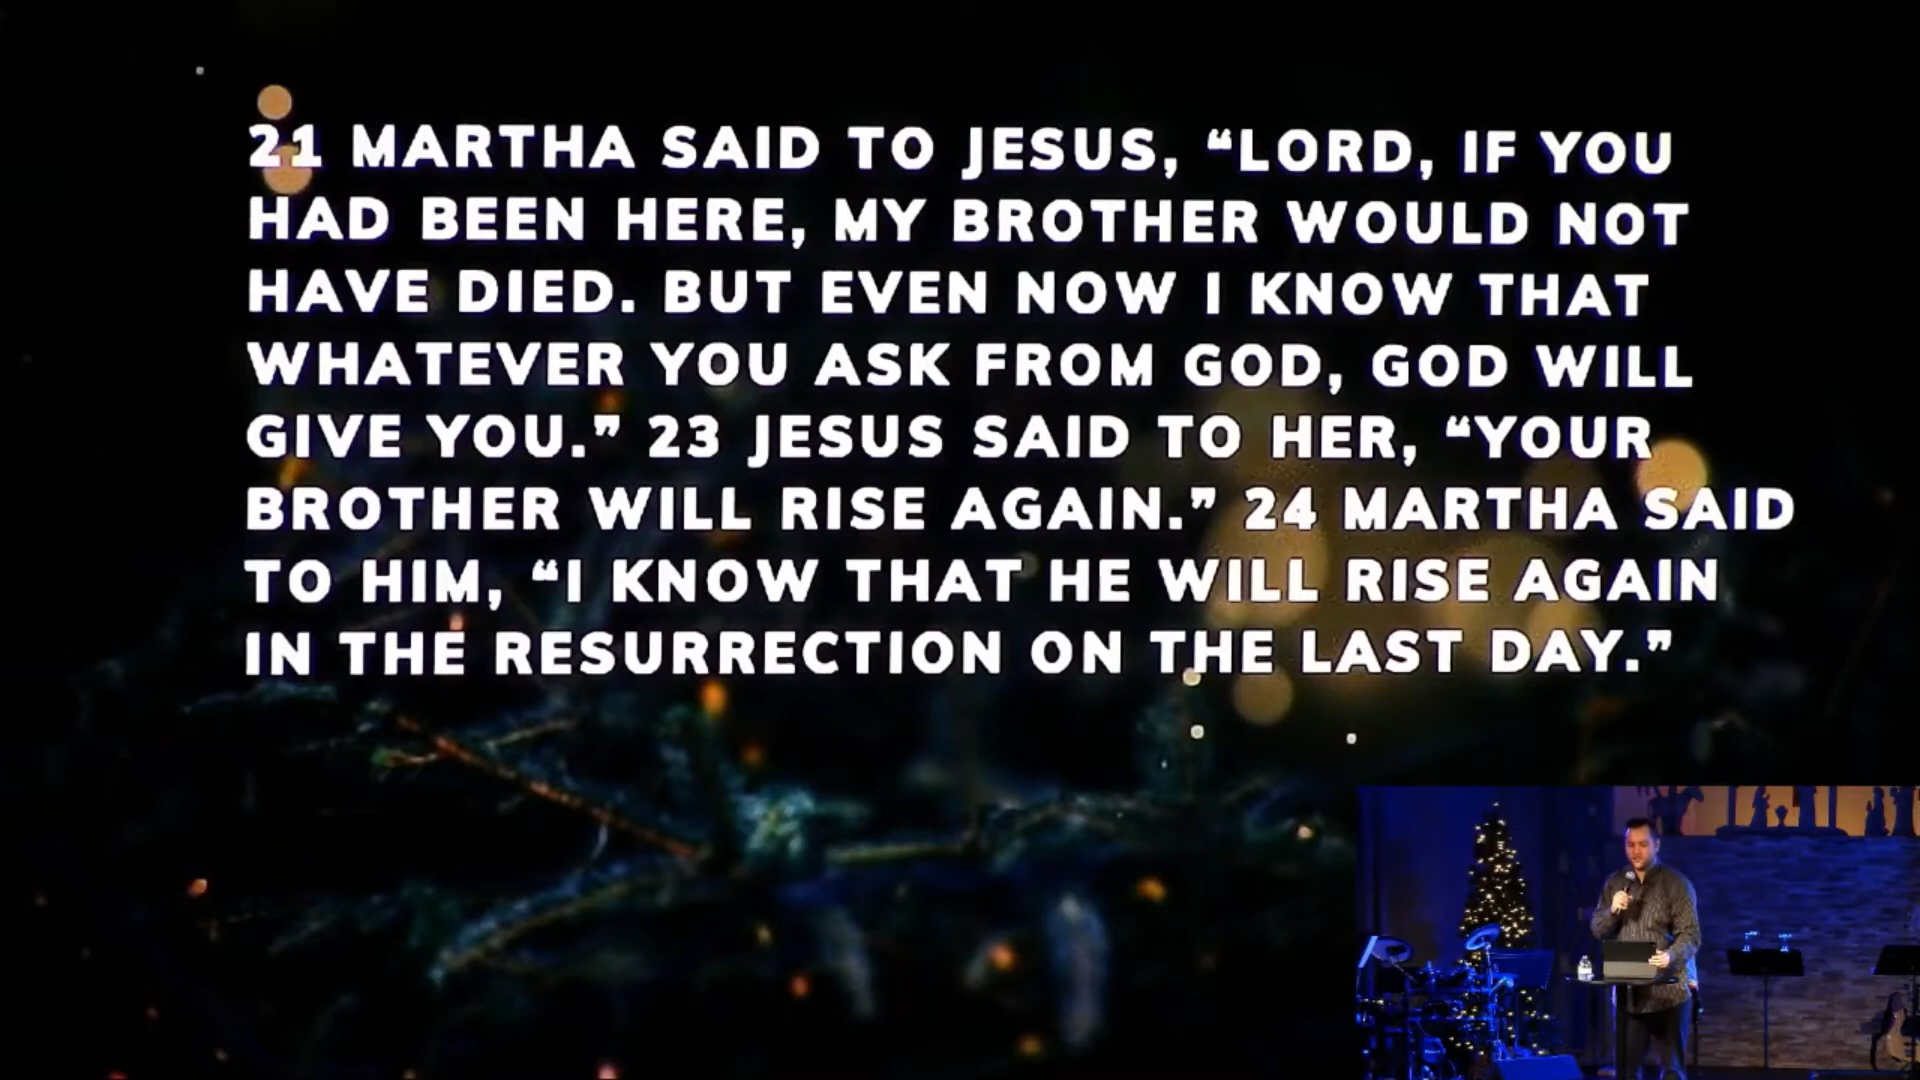 21 MARTHA SAID TO JESUS, “LORD, IF YOU
HAD BEEN HERE, MY BROTHER WOULD NOT
HAVE DIED. BUT EVEN NOW I KNOW THAT
WHATEVER YOU ASK FROM GOD, GOD WILL
GIVE YOU.” 23 JESUS SAID TO HER, “YOUR
BROTHER WILL RISE AGAIN.” 24 MARTHA SAID
TO HIM, “I KNOW THAT HE WILL RISE AGAIN
IN THE RESURRECTION ON THE LAST DAY.”